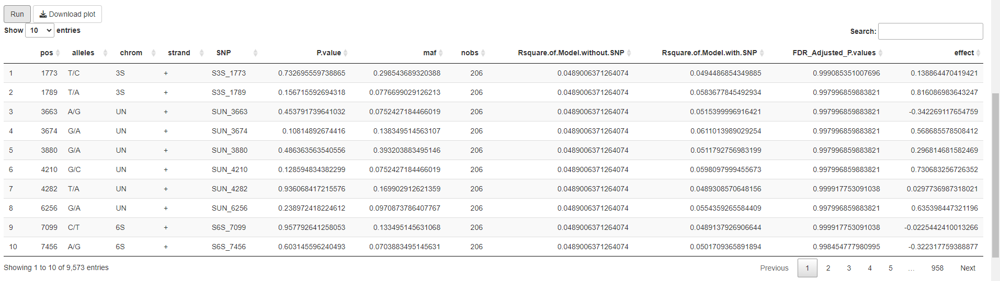 Run Download plot
Show 10 entries Search:
pos alleles chrom strand SNP P.value maf nobs Rsquare.of.Model.without.SNP Rsquare.of.Model.with.SNP FDR_Adjusted_P.values effect
1 1773 T/C 3S + S3S_1773 0.732695559738865 0.298543689320388 206 0.0489006371264074 0.0494486854349885 0.999085351007696 0.138864470419421
2 1789 T/A 3S + S3S_1789 0.156715592694318 0.0776699029126213 206 0.0489006371264074 0.0583677845492934 0.997996859883821 0.816086983643247
3 3663 A/G UN + SUN_3663 0.453791739641032 0.0752427184466019 206 0.0489006371264074 0.0515399996916421 0.997996859883821 -0.342269117654759
4 3674 G/A UN + SUN_3674 0.10814892674416 0.138349514563107 206 0.0489006371264074 0.0611013989029254 0.997996859883821 0.568685578508412
5 3880 G/A UN + SUN_3880 0.486363563540556 0.393203883495146 206 0.0489006371264074 0.0511792756983199 0.997996859883821 0.296814681582469
6 4210 G/C UN + SUN_4210 0.128594834382299 0.0752427184466019 206 0.0489006371264074 0.0598097999455673 0.997996859883821 0.730683256726352
7 4282 T/A UN + SUN_4282 0.936068417215576 0.169902912621359 206 0.0489006371264074 0.0489308570648156 0.999917753091038 0.0297736987318021
8 6256 G/A UN + SUN_6256 0.238972418224612 0.0970873786407767 206 0.0489006371264074 0.0554359265584409 0.997996859883821 0.635398447321196
9 7099 C/T 6S + S6S_7099 0.957792641258053 0.133495145631068 206 0.0489006371264074 0.0489137926906644 0.999917753091038 -0.0225442410013266
10 7456 A/G 6S + S6S_7456 0.603145596240493 0.0703883495145631 206 0.0489006371264074 0.0501709365891894 0.998454777980995 -0.322317759388877
Showing 1 to 10 of 9,573 entries Previous 1 2 3 4 5 … 958 Next